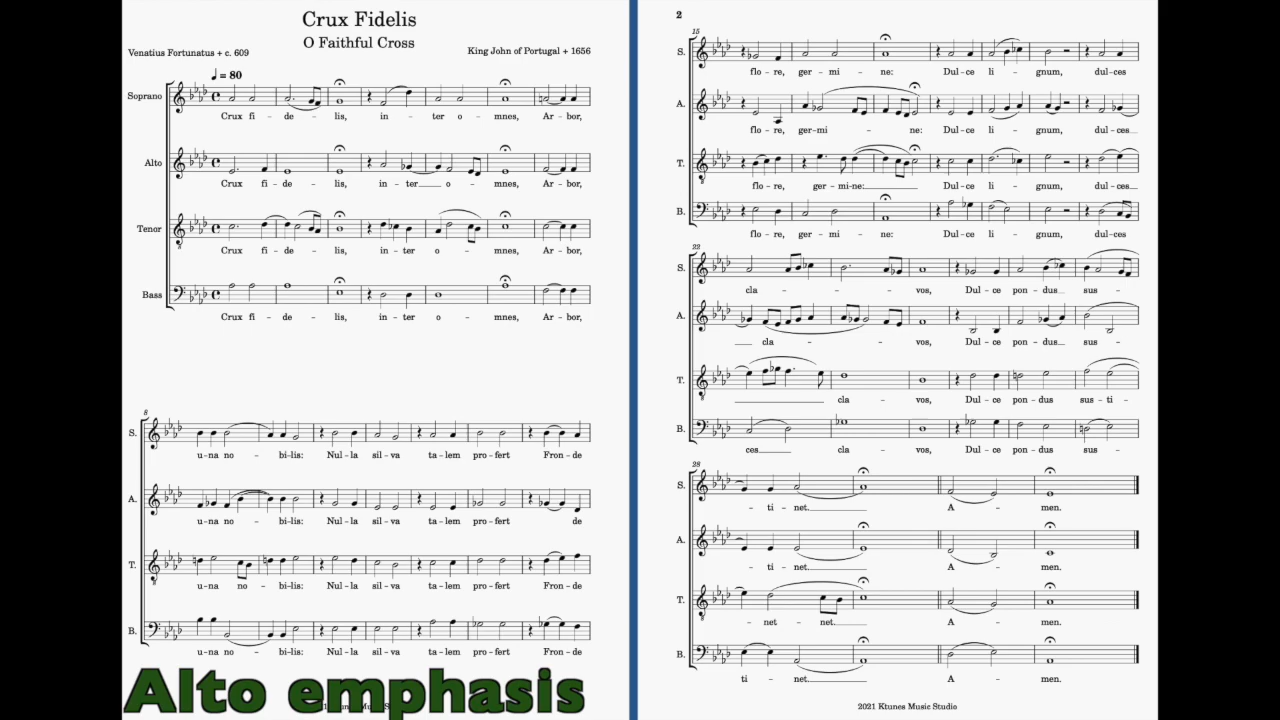 Crux Fidelis
O Faithful Cross
Venatius Fortunatus + c. 609
King John of Portugal + 1656
= 80
Soprano
Crux fi - de - lis, in - ter o - mnes, Ar - bor,
Alto
Crux fi - de - lis, in - ter o - mnes, Ar - bor,
Tenor
Crux fi - de - lis, in - ter o - mnes, Ar - bor,
Bass
Crux fi - de - lis, in - ter o - mnes, Ar - bor,
8
S.
u-na no - bi-lis: Nul-la sil-va ta-lem pro-fert Fron-de
A.
u-na no - bi-lis: Nul-la sil-va ta-lem pro-fert de
T.
u-na no - bi-lis: Nul-la sil-va ta-lem pro-fert Fron-de
B.
u-na no - bi-lis: Nul-la sil-va ta-lem pro-fert Fron-de
Alto emphasis
2
15
S.
flo-re, ger-mi-ne: Dul-ce li-gnum, dul-ces
A.
flo-re, germi - ne: Dul-ce li-gnum, dul-ces
T.
flo-re, ger-mi-ne: Dul-ce li-gnum, dul-ces
B.
flo-re, ger-mi-ne: Dul-ce li-gnum, dul-ces
22
S.
cla - vos, Dul-ce pon-dus sus -
A.
cla - vos, Dul-ce pon-dus sus -
T.
cla - vos, Dul-ce pon-dus sus-ti -
B.
ces cla - vos, Dul-ce pon-dus sus -
28
S.
- ti - net. A - men.
A.
- ti - net. A - men.
T.
- net - net. A - men.
B.
ti - net. A - men.
2021 Ktunes Music Studio